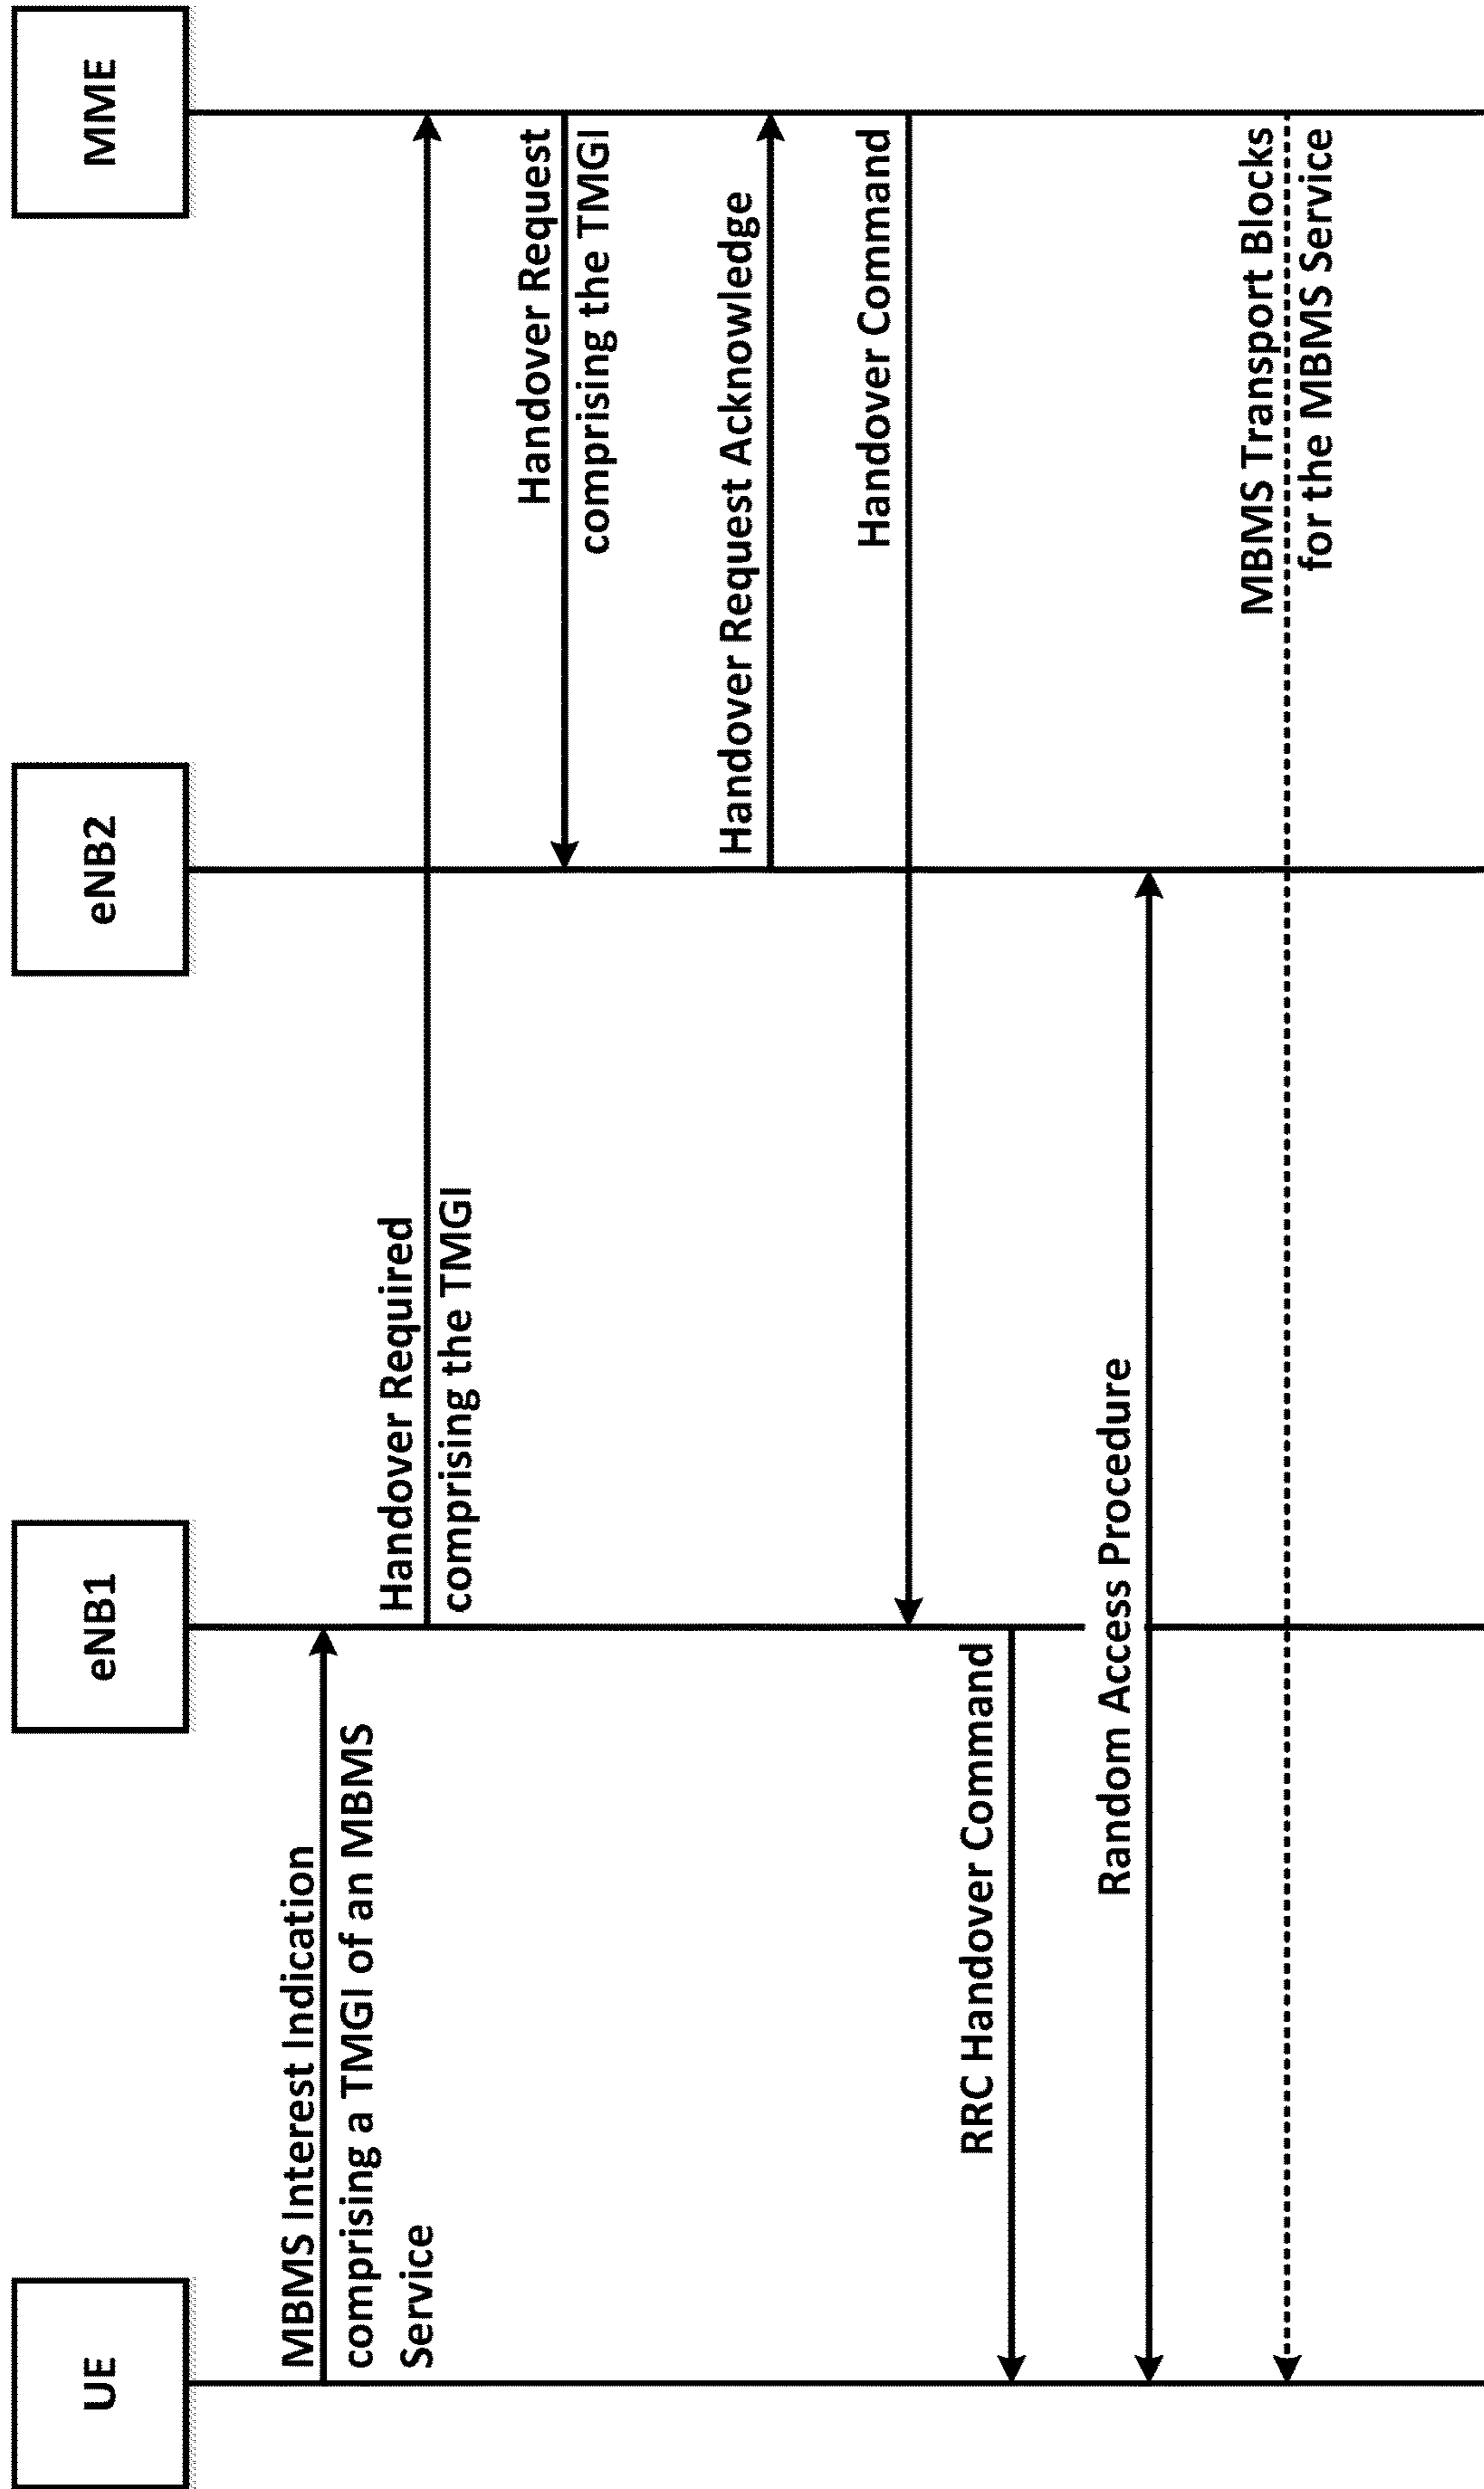 UE
eNB1
eNB2
MME
MBMS Interest Indication
comprising a TMGI of an MBMS
Service
Handover Required
comprising the TMGI
Handover Request
comprising the TMGI
Handover Request Acknowledge
Handover Command
RRC Handover Command
Random Access Procedure
MBMS Transport Blocks
for the MBMS Service